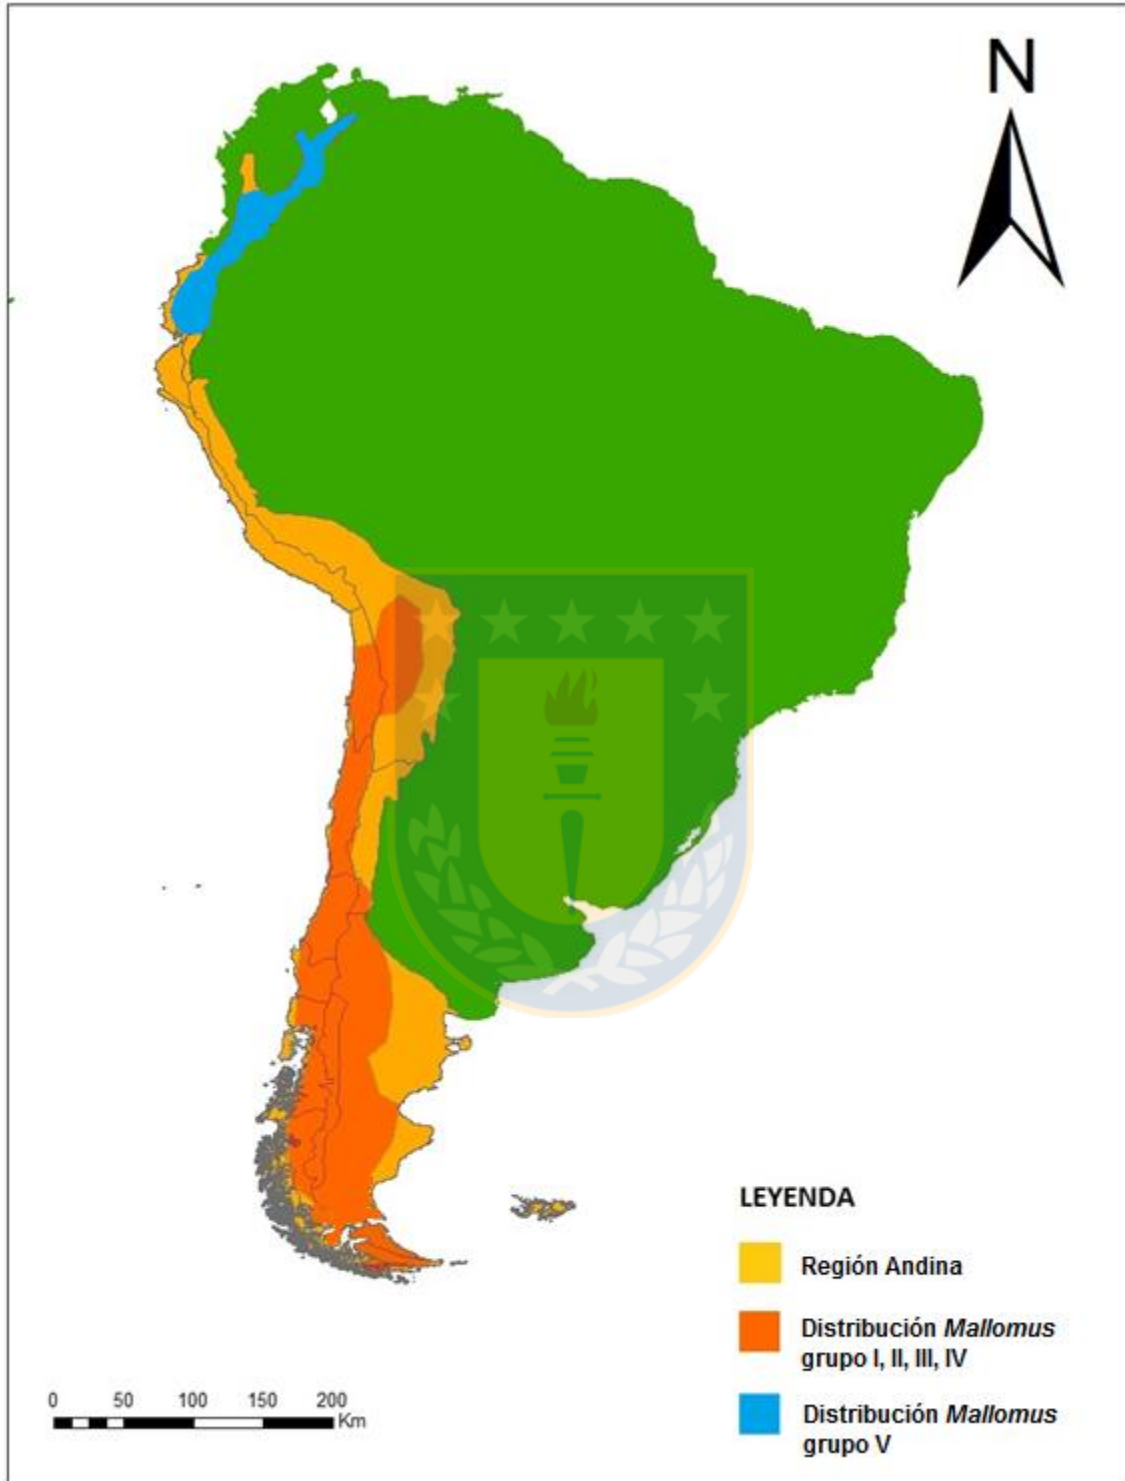 N
LEYENDA
Región Andina
Distribución Mallomus
grupo I, II, III, IV
Distribución Mallomus
grupo V
0 50 100 150 200
Km